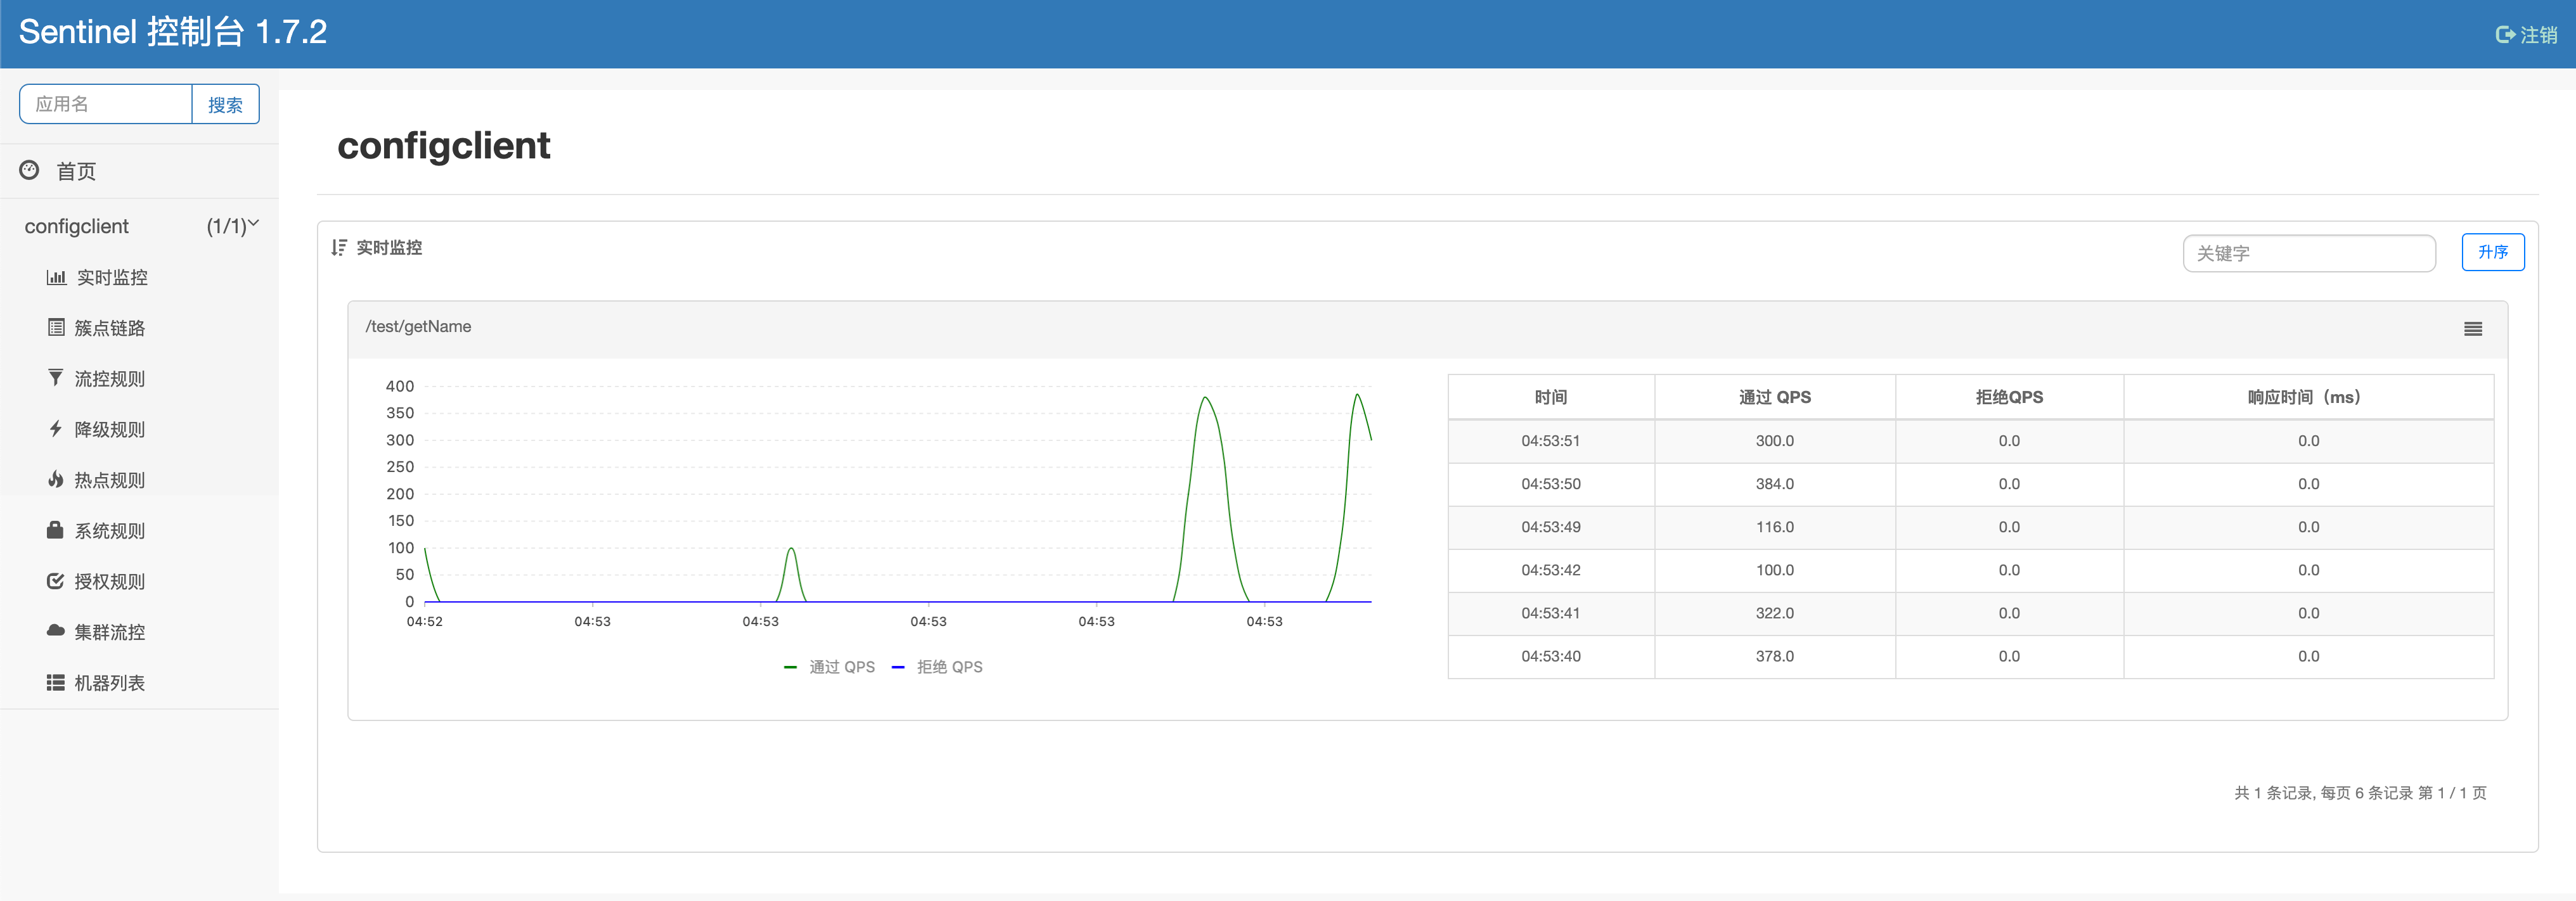 Sentinel 控制台 1.7.2
注销
应用名
搜索
首页
configclient (1/1)
实时监控
簇点链路
流控规则
降级规则
热点规则
系统规则
授权规则
集群流控
机器列表
configclient
实时监控
关键字
升序
/test/getName
400
350
300
250
200
150
100
50
0
04:52 04:53 04:53 04:53 04:53 04:53
通过 QPS 拒绝 QPS
时间 通过 QPS 拒绝QPS 响应时间（ms）
04:53:51 300.0 0.0 0.0
04:53:50 384.0 0.0 0.0
04:53:49 116.0 0.0 0.0
04:53:42 100.0 0.0 0.0
04:53:41 322.0 0.0 0.0
04:53:40 378.0 0.0 0.0
共 1 条记录, 每页 6 条记录 第 1 / 1 页